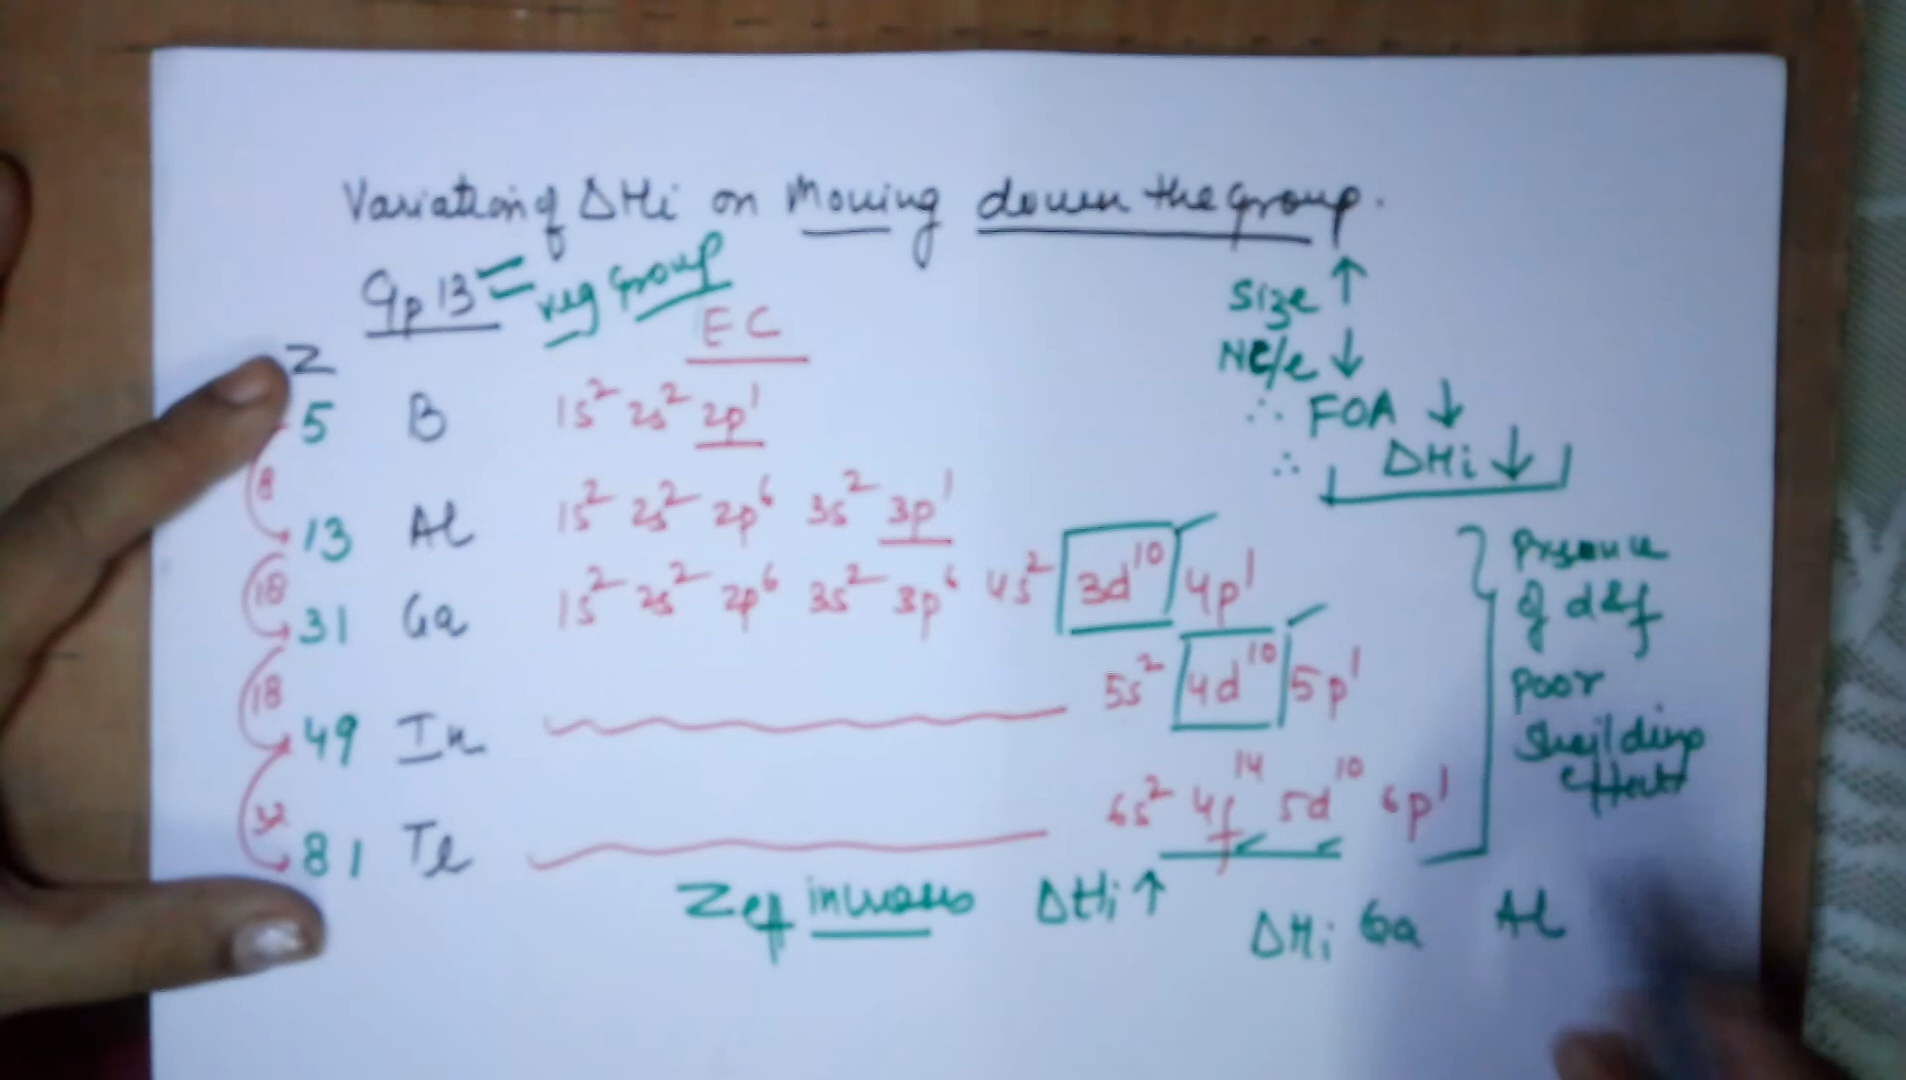 Variation of ΔHi on Moving down the Group.
Gp 13 = reg Group
Size ↑
NC/e ↓
∴ FOA ↓
∴ ΔHi ↓
Z EC
5 B 1s² 2s² 2p¹
8
13 Al 1s² 2s² 2p⁶ 3s² 3p¹
18
31 Ga 1s² 2s² 2p⁶ 3s² 3p⁶ 4s² 3d¹⁰ 4p¹
18
49 In 5s² 4d¹⁰ 5p¹
32
81 Tl 6s² 4f¹⁴ 5d¹⁰ 6p¹
Presence
of d & f
poor
Sheilding
effect
Zeff increases ΔHi ↑
ΔHi Ga Al